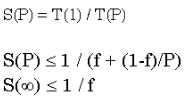 S(P) = T(1) / T(P)
S(P) ≤ 1 / (f + (1-f)/P)
S(∞) ≤ 1 / f